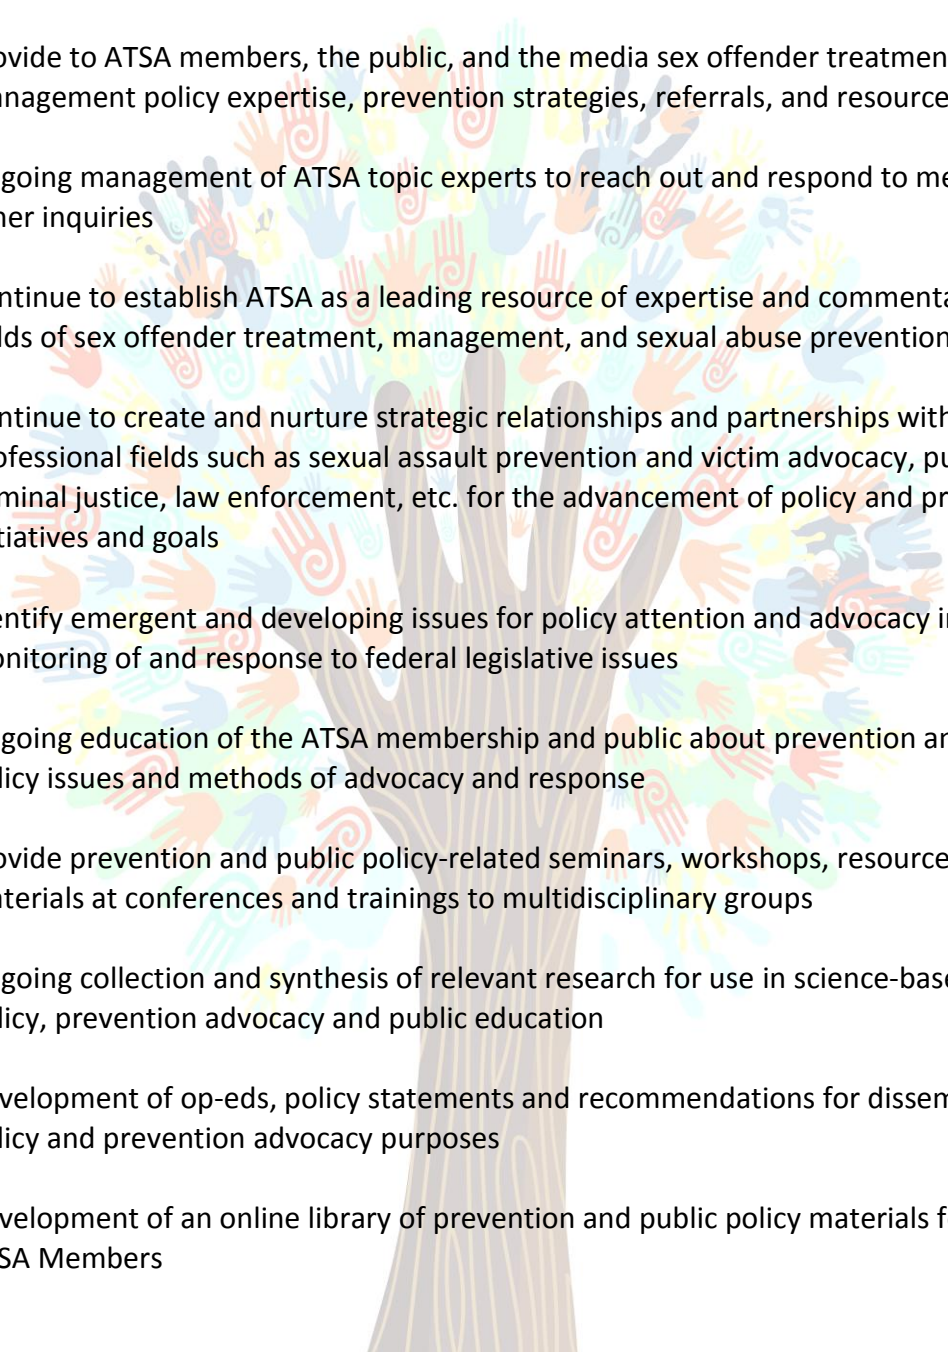 ovide to ATSA members, the public, and the media sex offender treatmen
anagement policy expertise, prevention strategies, referrals, and resource
going management of ATSA topic experts to reach out and respond to me
her inquiries
ntinue to establish ATSA as a leading resource of expertise and commenta
lds of sex offender treatment, management, and sexual abuse prevention
ntinue to create and nurture strategic relationships and partnerships with
ofessional fields such as sexual assault prevention and victim advocacy, pu
minal justice, law enforcement, etc. for the advancement of policy and pr
tiatives and goals
entify emergent and developing issues for policy attention and advocacy in
onitoring of and response to federal legislative issues
going education of the ATSA membership and public about prevention an
licy issues and methods of advocacy and response
ovide prevention and public policy-related seminars, workshops, resource
aterials at conferences and trainings to multidisciplinary groups
going collection and synthesis of relevant research for use in science-base
licy, prevention advocacy and public education
velopment of op-eds, policy statements and recommendations for dissem
licy and prevention advocacy purposes
velopment of an online library of prevention and public policy materials fo
SA Members